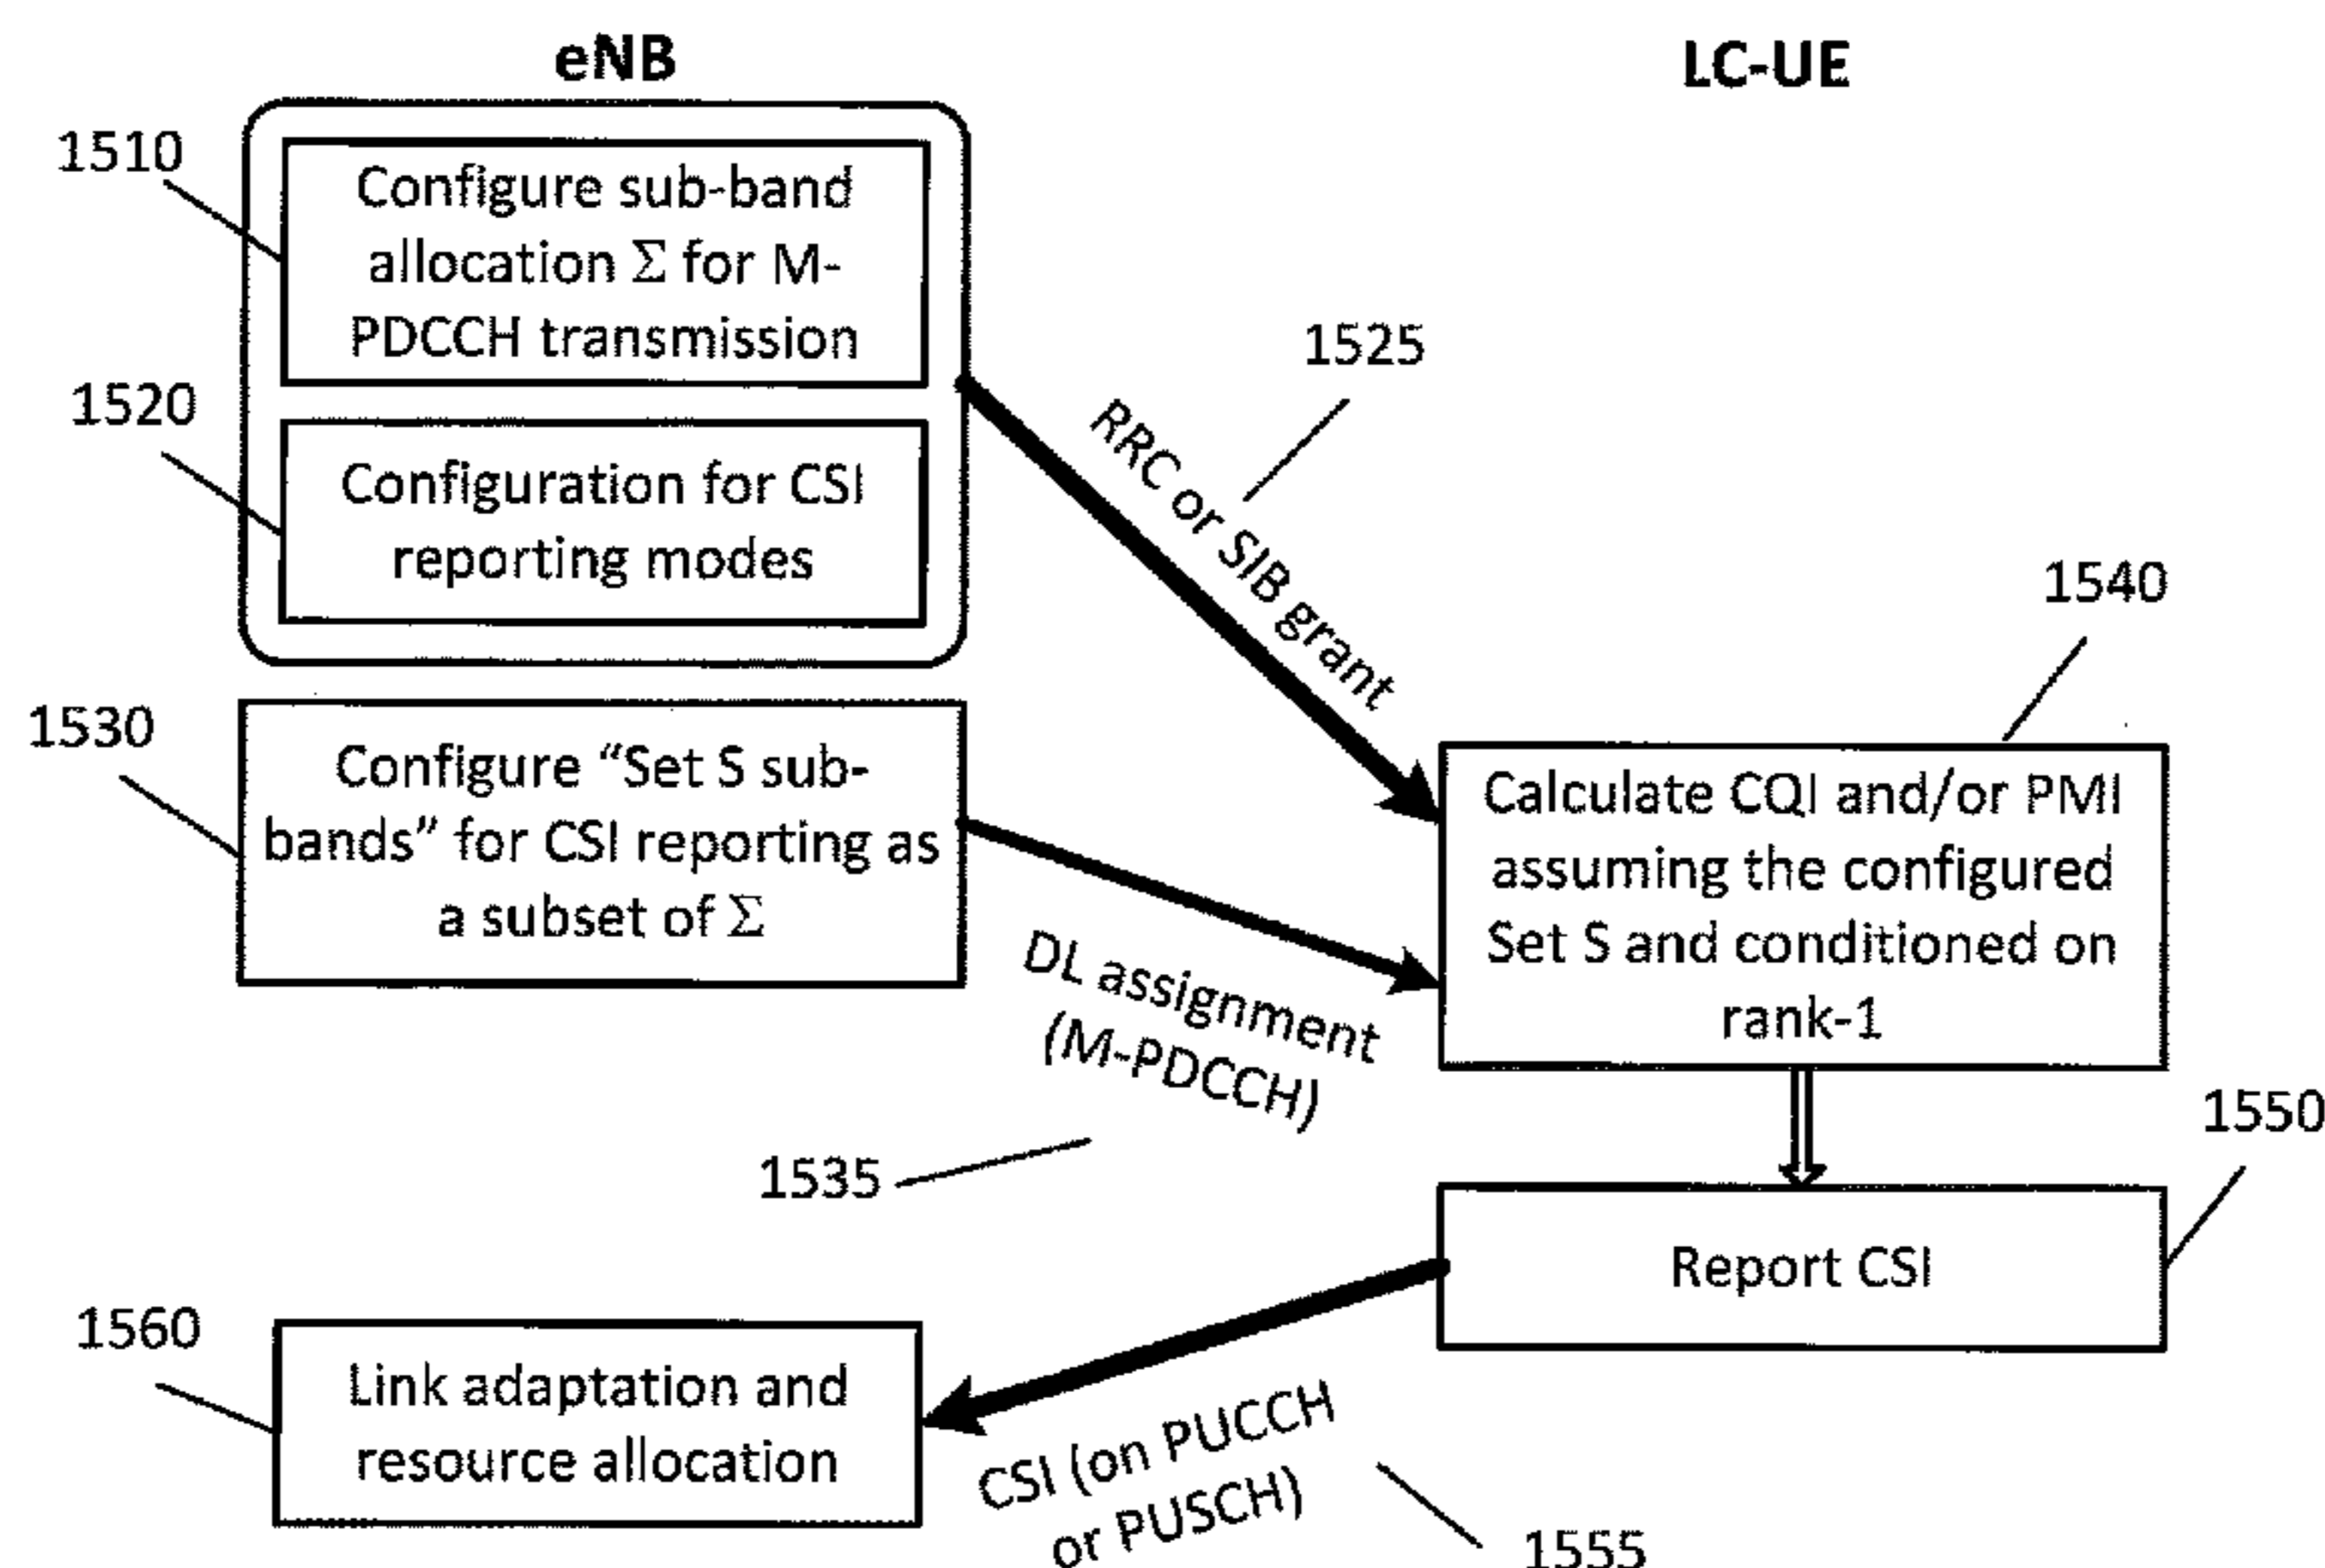 eNB
LC-UE
1510
Configure sub-band
allocation Σ for M-
PDCCH transmission
1520
Configuration for CSI
reporting modes
1525
RRC or SIB grant
1530
Configure “Set S sub-
bands” for CSI reporting as
a subset of Σ
1535
DL assignment
(M-PDCCH)
1540
Calculate CQI and/or PMI
assuming the configured
Set S and conditioned on
rank-1
1550
Report CSI
1555
CSI (on PUCCH
or PUSCH)
1560
Link adaptation and
resource allocation